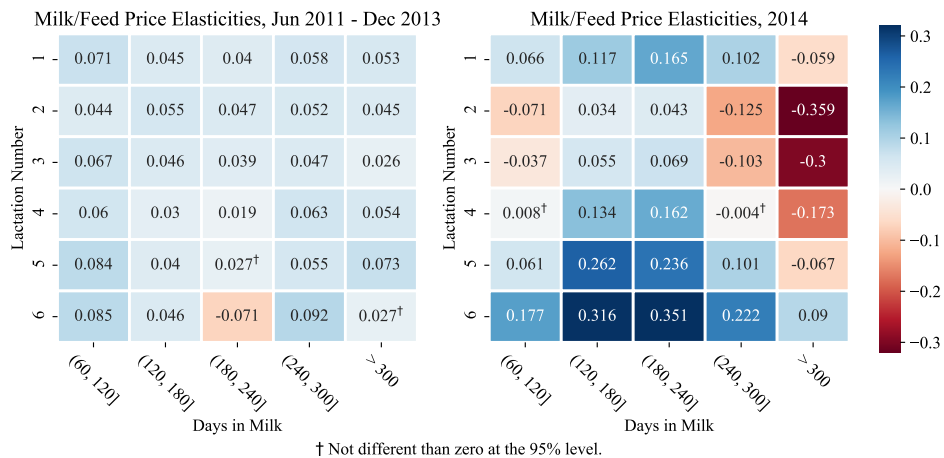 Milk/Feed Price Elasticities, Jun 2011 - Dec 2013
Lactation Number
1 0.071 0.045 0.04 0.058 0.053
2 0.044 0.055 0.047 0.052 0.045
3 0.067 0.046 0.039 0.047 0.026
4 0.06 0.03 0.019 0.063 0.054
5 0.084 0.04 0.027† 0.055 0.073
6 0.085 0.046 -0.071 0.092 0.027†
(60, 120] (120, 180] (180, 240] (240, 300] > 300
Days in Milk
Milk/Feed Price Elasticities, 2014
Lactation Number
1 0.066 0.117 0.165 0.102 -0.059
2 -0.071 0.034 0.043 -0.125 -0.359
3 -0.037 0.055 0.069 -0.103 -0.3
4 0.008† 0.134 0.162 -0.004† -0.173
5 0.061 0.262 0.236 0.101 -0.067
6 0.177 0.316 0.351 0.222 0.09
(60, 120] (120, 180] (180, 240] (240, 300] > 300
Days in Milk
0.3
0.2
0.1
0.0
−0.1
−0.2
−0.3
† Not different than zero at the 95% level.